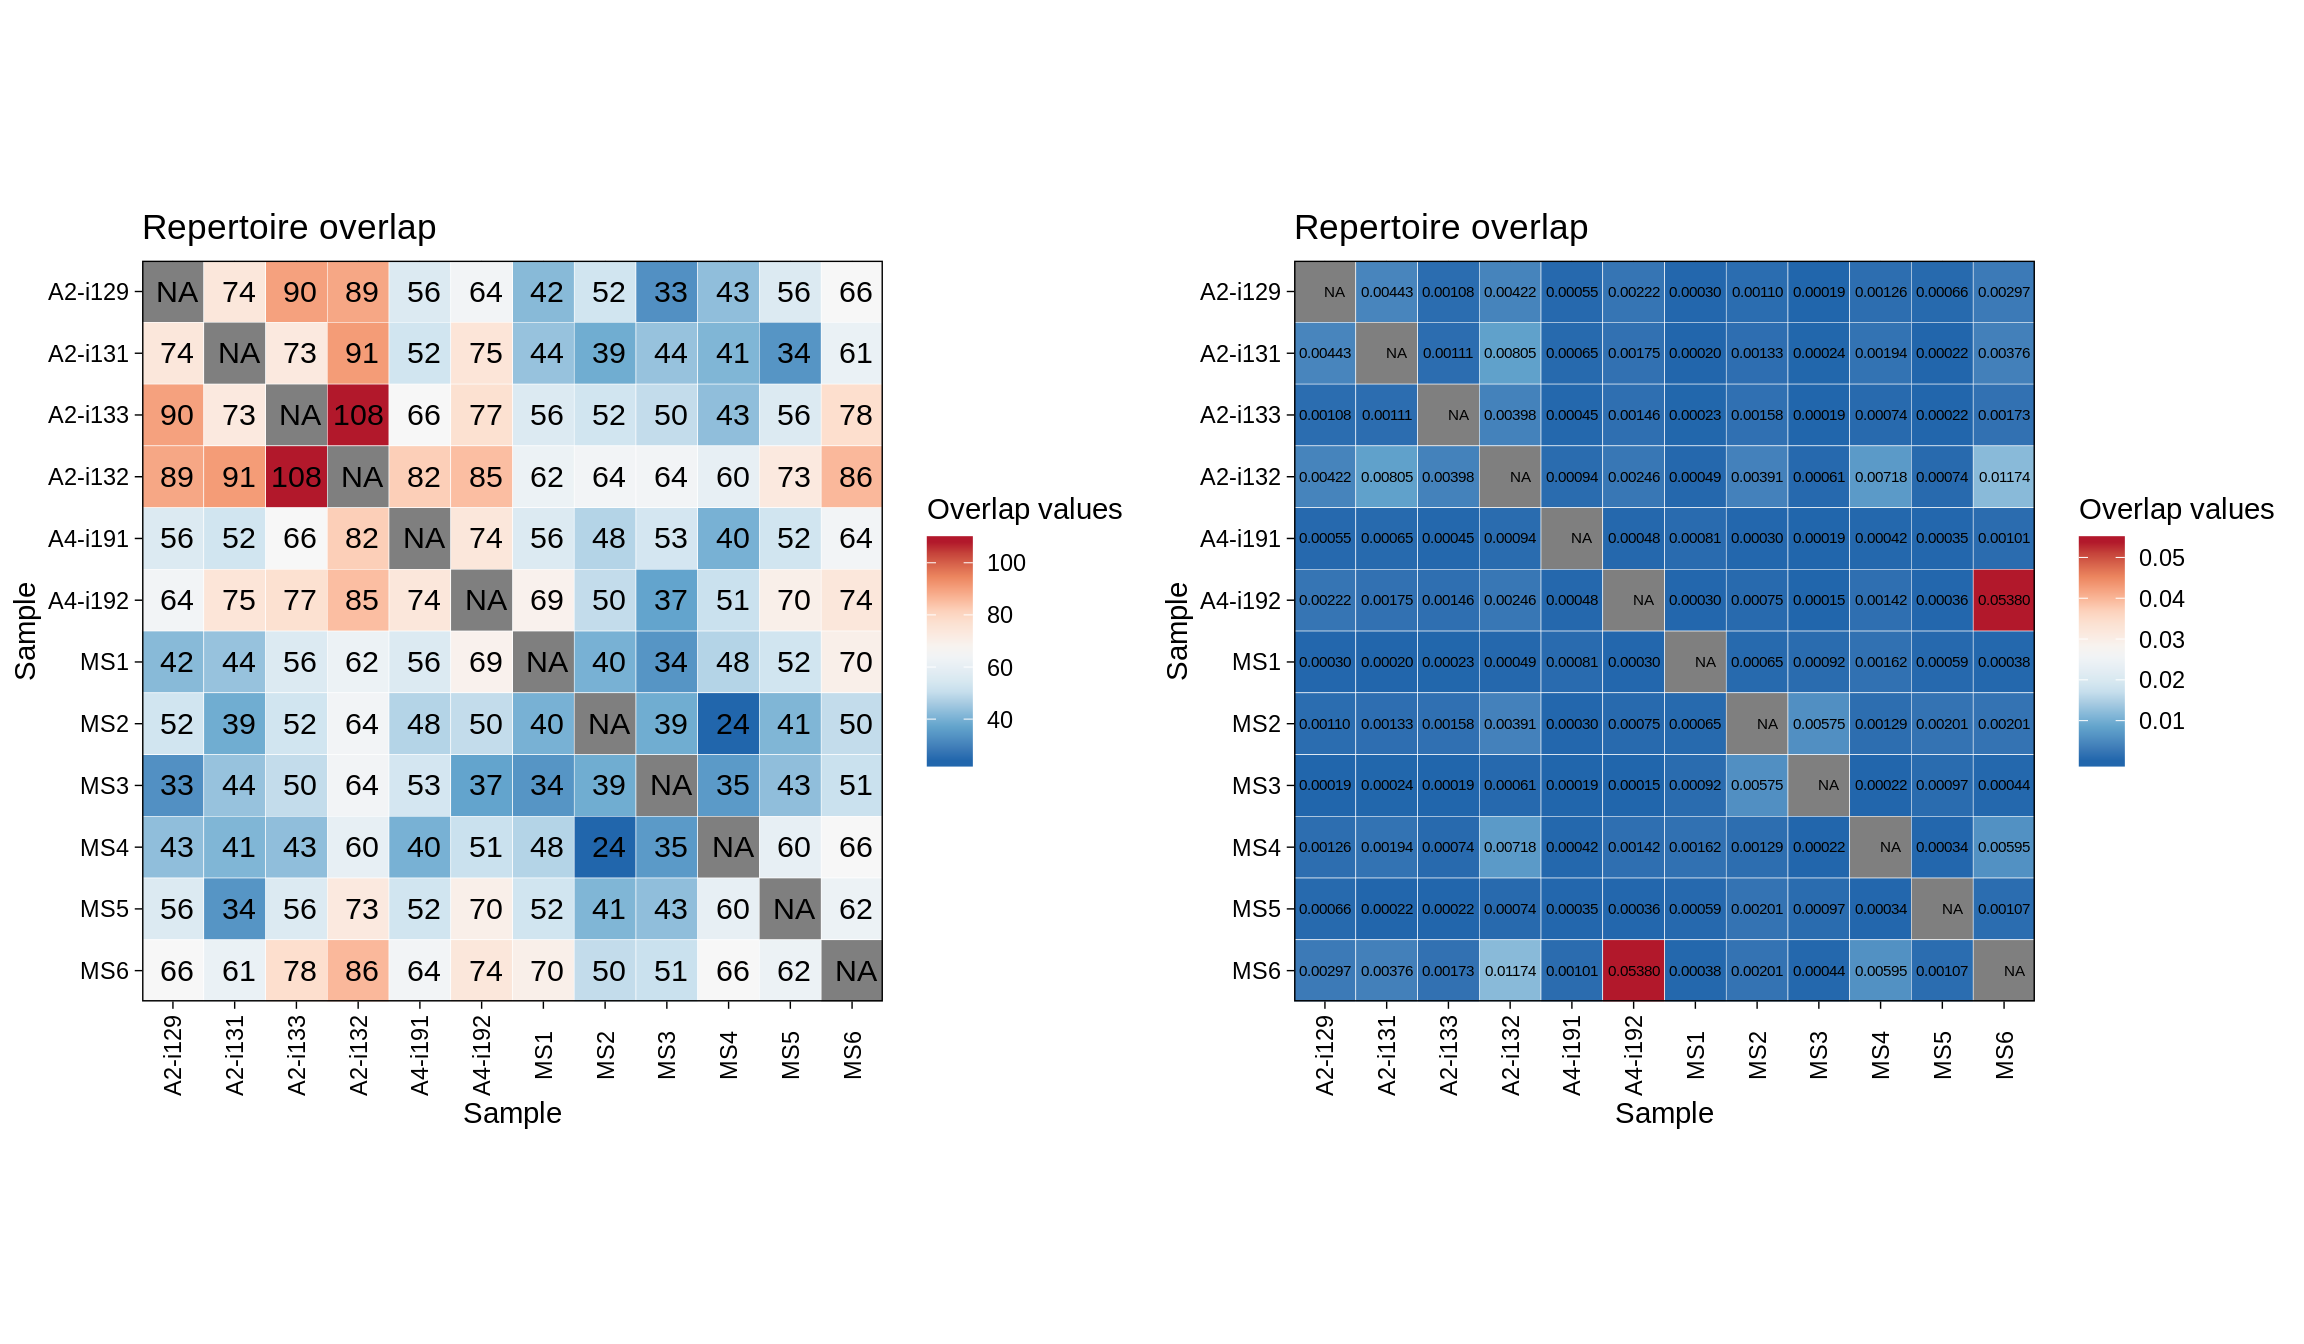 Repertoire overlap
A2-i129 NA 74 90 89 56 64 42 52 33 43 56 66
A2-i131 74 NA 73 91 52 75 44 39 44 41 34 61
A2-i133 90 73 NA 108 66 77 56 52 50 43 56 78
A2-i132 89 91 108 NA 82 85 62 64 64 60 73 86
A4-i191 56 52 66 82 NA 74 56 48 53 40 52 64
A4-i192 64 75 77 85 74 NA 69 50 37 51 70 74
MS1 42 44 56 62 56 69 NA 40 34 48 52 70
MS2 52 39 52 64 48 50 40 NA 39 24 41 50
MS3 33 44 50 64 53 37 34 39 NA 35 43 51
MS4 43 41 43 60 40 51 48 24 35 NA 60 66
MS5 56 34 56 73 52 70 52 41 43 60 NA 62
MS6 66 61 78 86 64 74 70 50 51 66 62 NA
A2-i129 A2-i131 A2-i133 A2-i132 A4-i191 A4-i192 MS1 MS2 MS3 MS4 MS5 MS6
Sample
Sample
Overlap values
100
80
60
40
Repertoire overlap
A2-i129 NA 0.00443 0.00108 0.00422 0.00055 0.00222 0.00030 0.00110 0.00019 0.00126 0.00066 0.00297
A2-i131 0.00443 NA 0.00111 0.00805 0.00065 0.00175 0.00020 0.00133 0.00024 0.00194 0.00022 0.00376
A2-i133 0.00108 0.00111 NA 0.00398 0.00045 0.00146 0.00023 0.00158 0.00019 0.00074 0.00022 0.00173
A2-i132 0.00422 0.00805 0.00398 NA 0.00094 0.00246 0.00049 0.00391 0.00061 0.00718 0.00074 0.01174
A4-i191 0.00055 0.00065 0.00045 0.00094 NA 0.00048 0.00081 0.00030 0.00019 0.00042 0.00035 0.00101
A4-i192 0.00222 0.00175 0.00146 0.00246 0.00048 NA 0.00030 0.00075 0.00015 0.00142 0.00036 0.05380
MS1 0.00030 0.00020 0.00023 0.00049 0.00081 0.00030 NA 0.00065 0.00092 0.00162 0.00059 0.00038
MS2 0.00110 0.00133 0.00158 0.00391 0.00030 0.00075 0.00065 NA 0.00575 0.00129 0.00201 0.00201
MS3 0.00019 0.00024 0.00019 0.00061 0.00019 0.00015 0.00092 0.00575 NA 0.00022 0.00097 0.00044
MS4 0.00126 0.00194 0.00074 0.00718 0.00042 0.00142 0.00162 0.00129 0.00022 NA 0.00034 0.00595
MS5 0.00066 0.00022 0.00022 0.00074 0.00035 0.00036 0.00059 0.00201 0.00097 0.00034 NA 0.00107
MS6 0.00297 0.00376 0.00173 0.01174 0.00101 0.05380 0.00038 0.00201 0.00044 0.00595 0.00107 NA
A2-i129 A2-i131 A2-i133 A2-i132 A4-i191 A4-i192 MS1 MS2 MS3 MS4 MS5 MS6
Sample
Sample
Overlap values
0.05
0.04
0.03
0.02
0.01